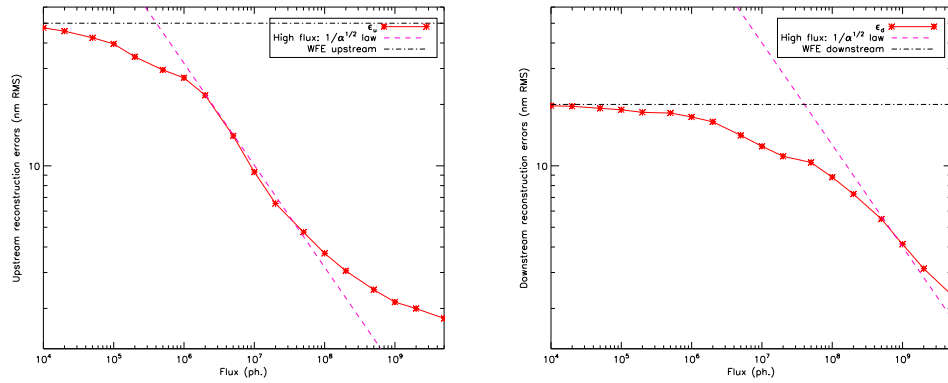 Upstream reconstruction errors (nm RMS)
10
ε_u
High flux: 1/α^{1/2} law
WFE upstream
10^4 10^5 10^6 10^7 10^8 10^9
Flux (ph.)
Downstream reconstruction errors (nm RMS)
10
ε_d
High flux: 1/α^{1/2} law
WFE downstream
10^4 10^5 10^6 10^7 10^8 10^9
Flux (ph.)